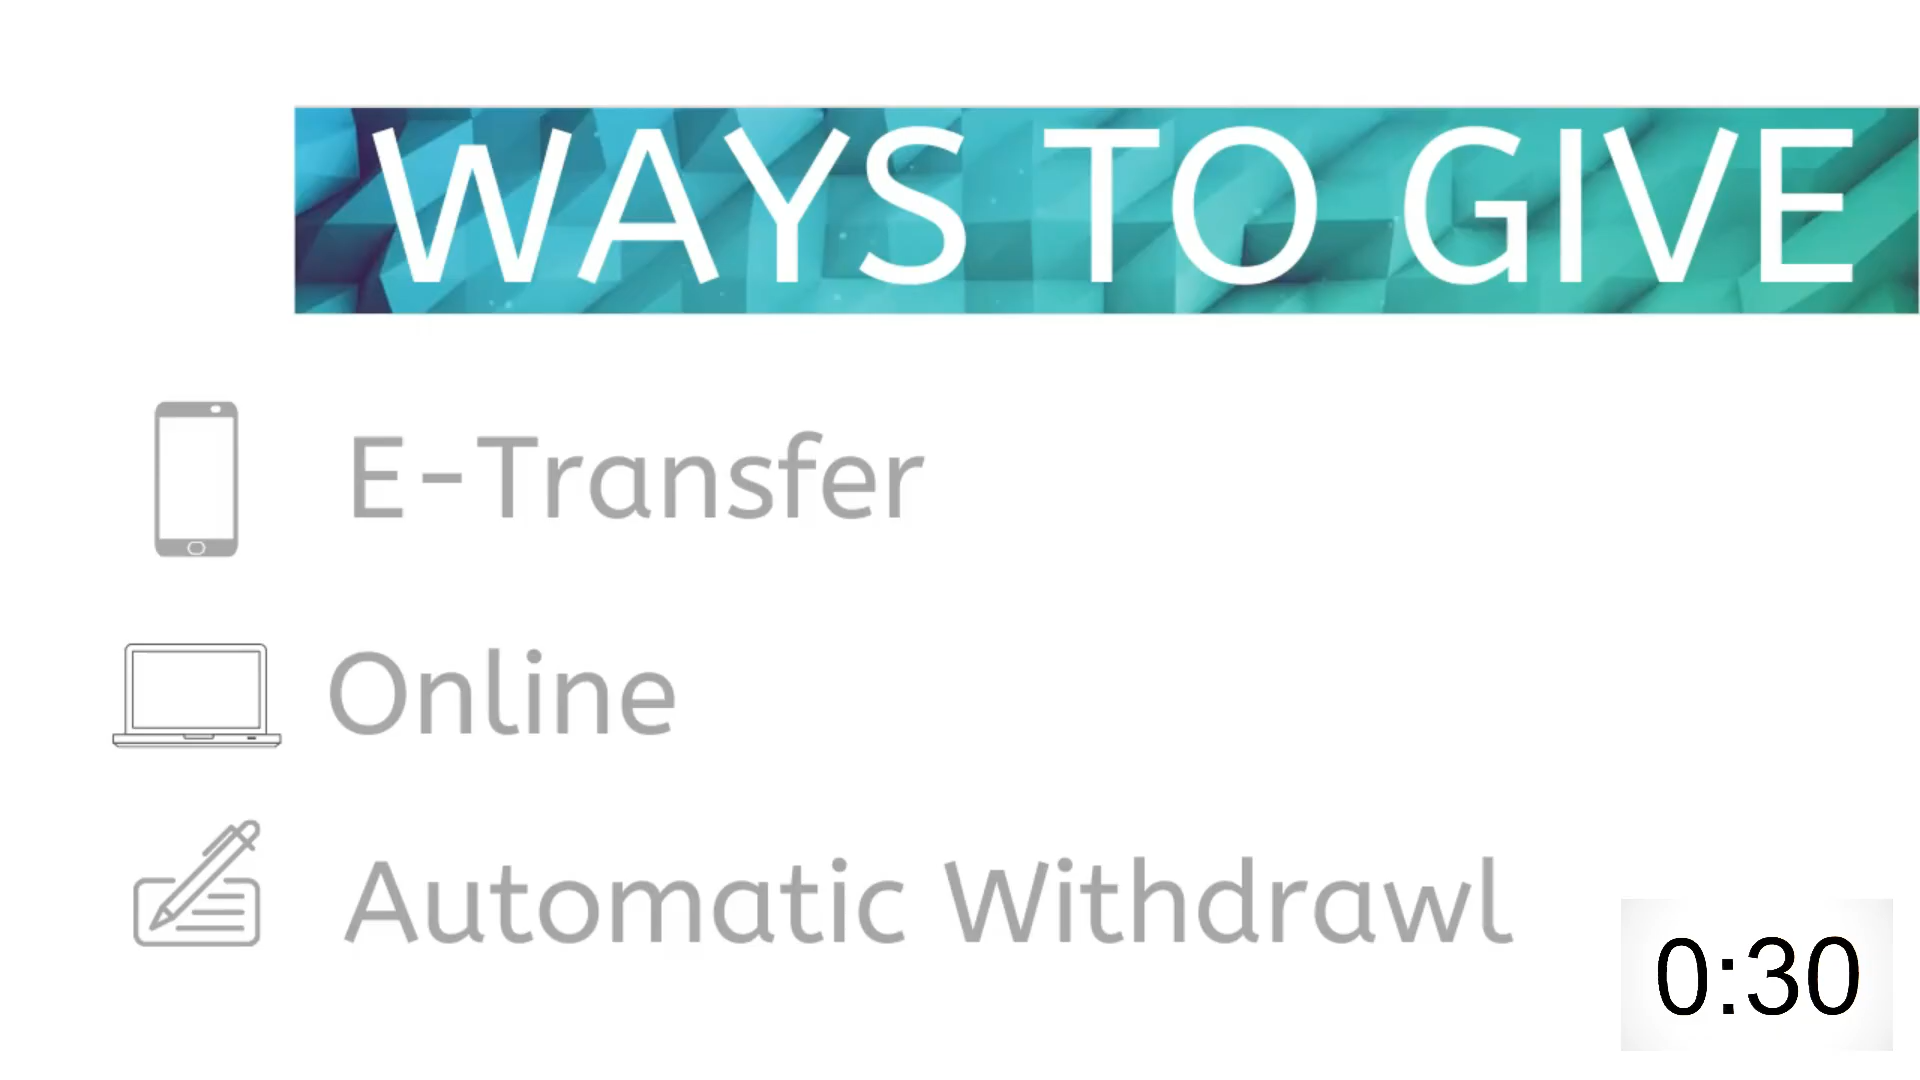 WAYS TO GIVE
E-Transfer
Online
Automatic Withdrawl
0:30